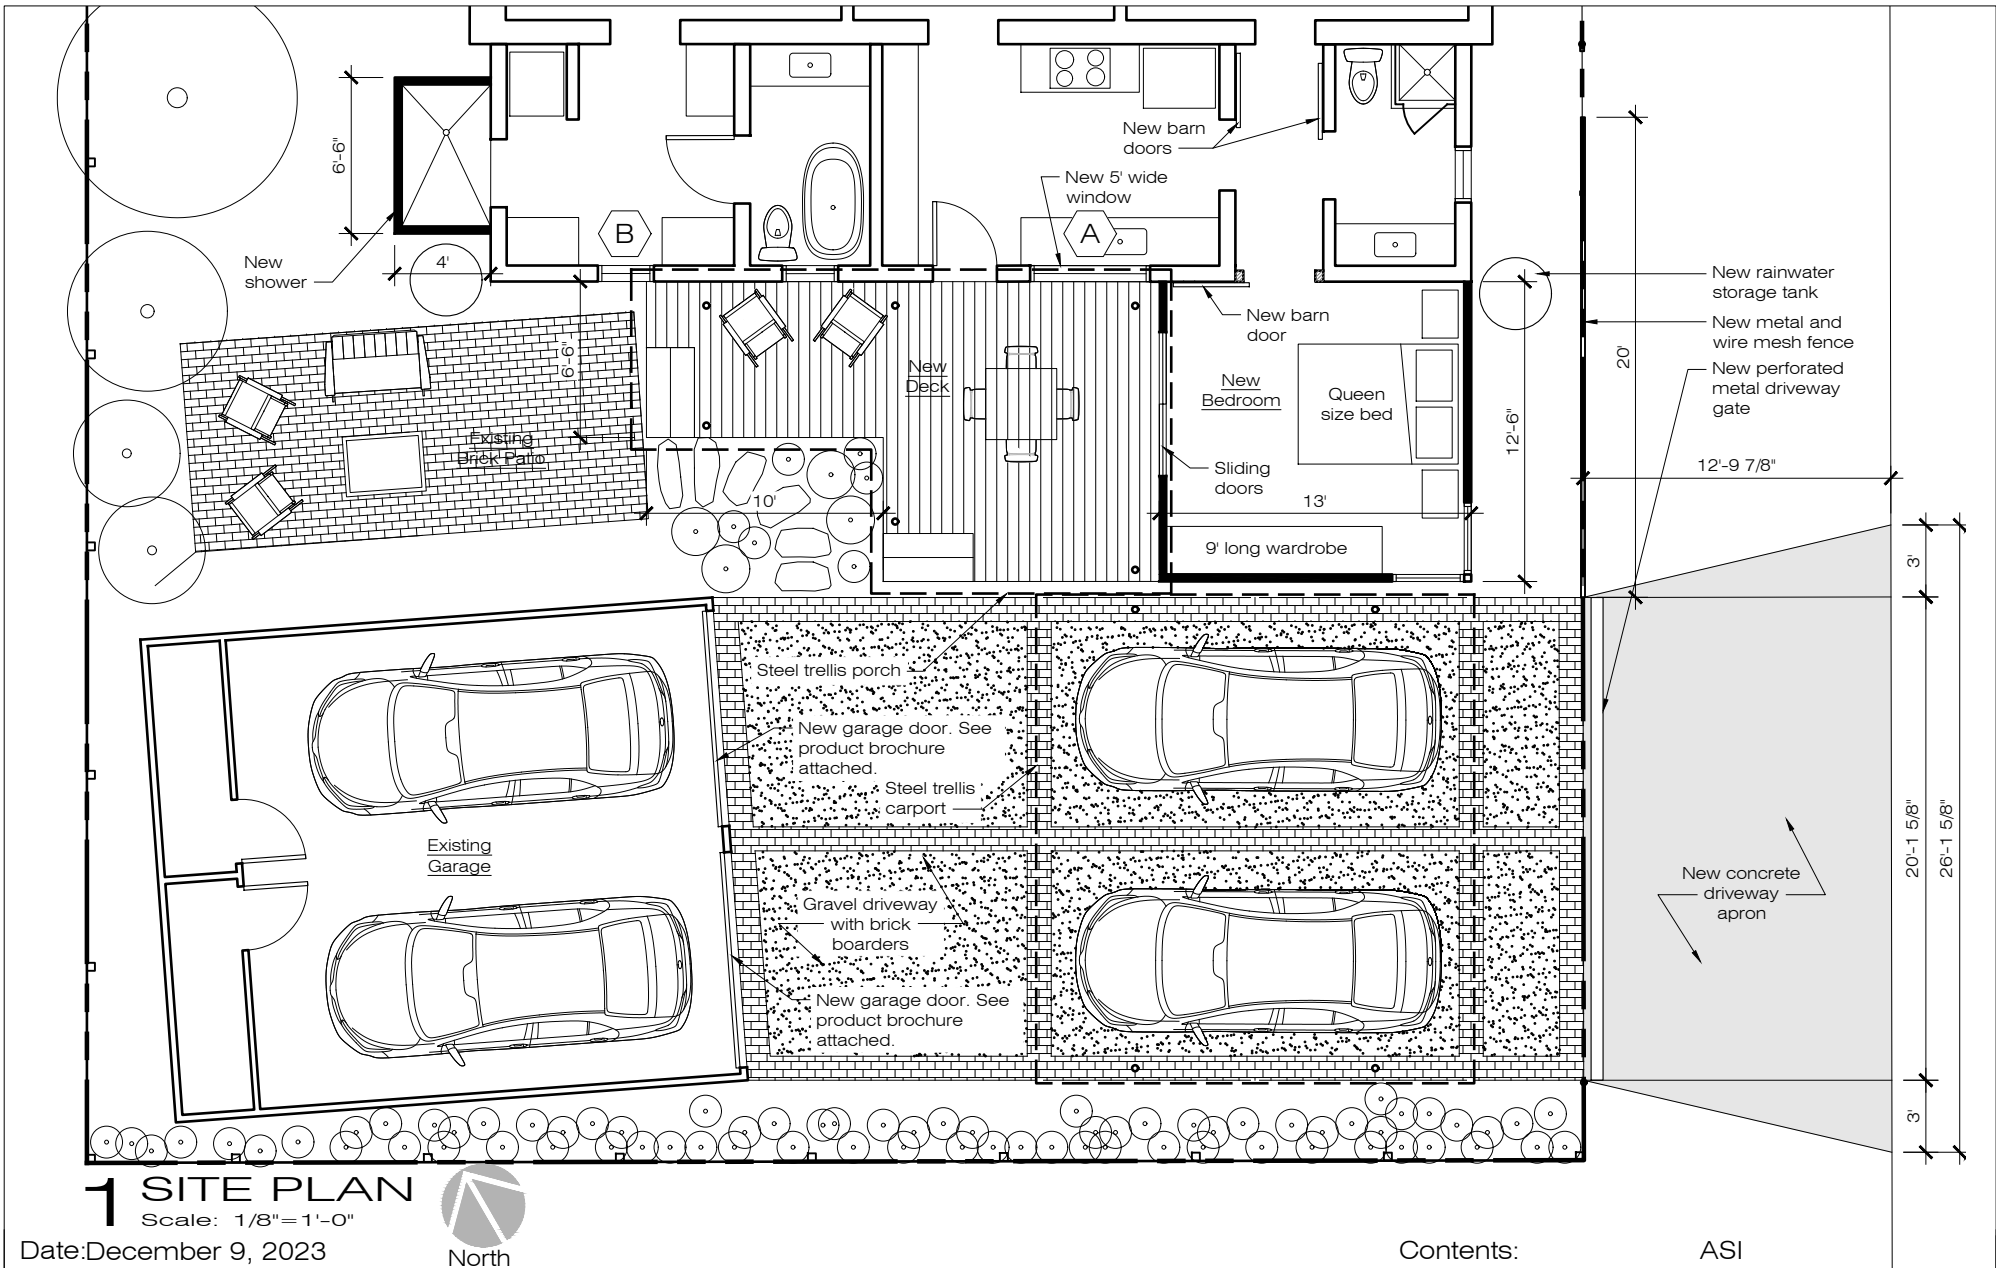 6'-6"
New barn
doors
New 5' wide
window
B
A
New
shower
4'
New rainwater
storage tank
New metal and
wire mesh fence
New perforated
metal driveway
gate
20'
New barn
door
6'-6"
New
Deck
New
Bedroom
Queen
size bed
12'-6"
12'-9 7/8"
Existing
Brick Patio
Sliding
doors
10'
13'
9' long wardrobe
3'
Steel trellis porch
New garage door. See
product brochure
attached.
Steel trellis
carport
Existing
Garage
20'-1 5/8"
26'-1 5/8"
New concrete
driveway
apron
Gravel driveway
with brick
boarders
New garage door. See
product brochure
attached.
3'
1 SITE PLAN
Scale: 1/8"=1'-0"
North
Date:December 9, 2023
Contents:
ASI